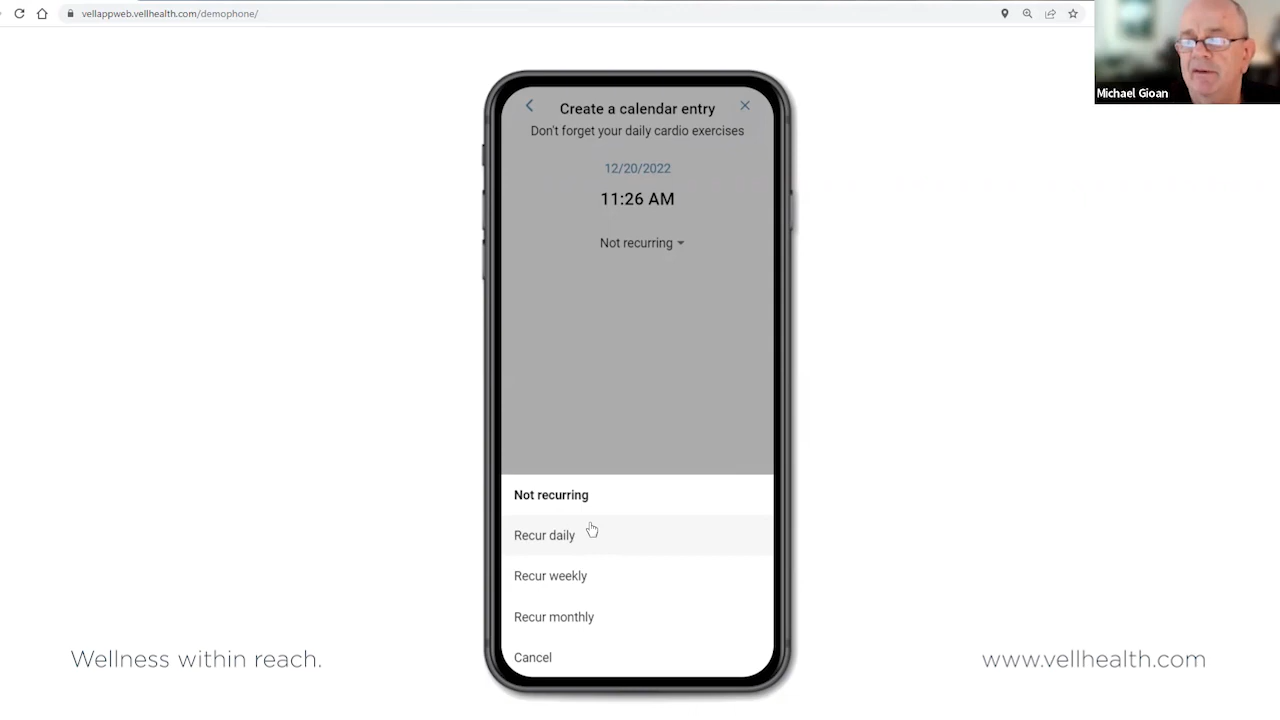 vellappweb.vellhealth.com/demophone/
Michael Gioan
Create a calendar entry
Don't forget your daily cardio exercises
12/20/2022
11:26 AM
Not recurring
Not recurring
Recur daily
Recur weekly
Recur monthly
Cancel
Wellness within reach.
www.vellhealth.com